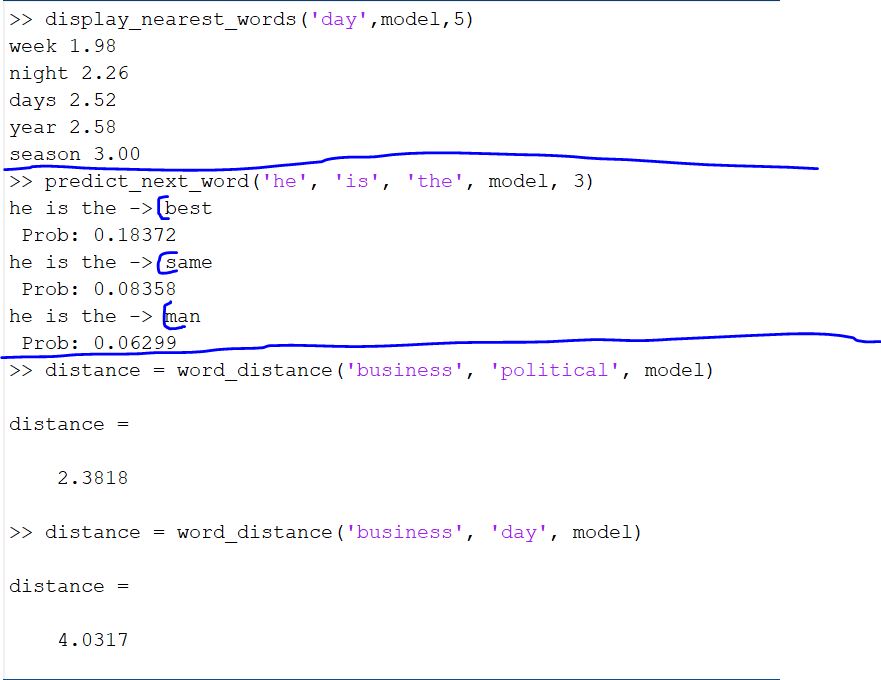 >> display_nearest_words('day',model,5)
week 1.98
night 2.26
days 2.52
year 2.58
season 3.00
>> predict_next_word('he', 'is', 'the', model, 3)
he is the -> best
 Prob: 0.18372
he is the -> same
 Prob: 0.08358
he is the -> man
 Prob: 0.06299
>> distance = word_distance('business', 'political', model)
distance =
    2.3818
>> distance = word_distance('business', 'day', model)
distance =
    4.0317